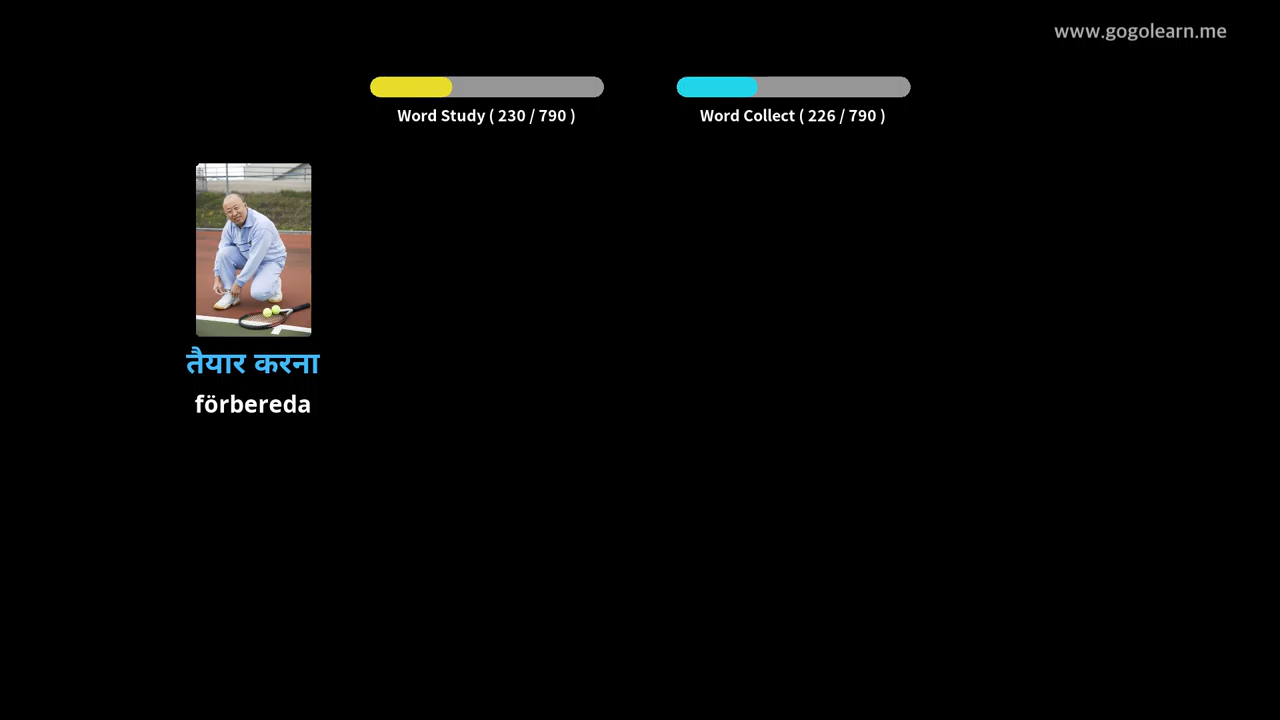 www.gogolearn.me
Word Study ( 230 / 790 )
Word Collect ( 226 / 790 )
तैयार करना
förbereda